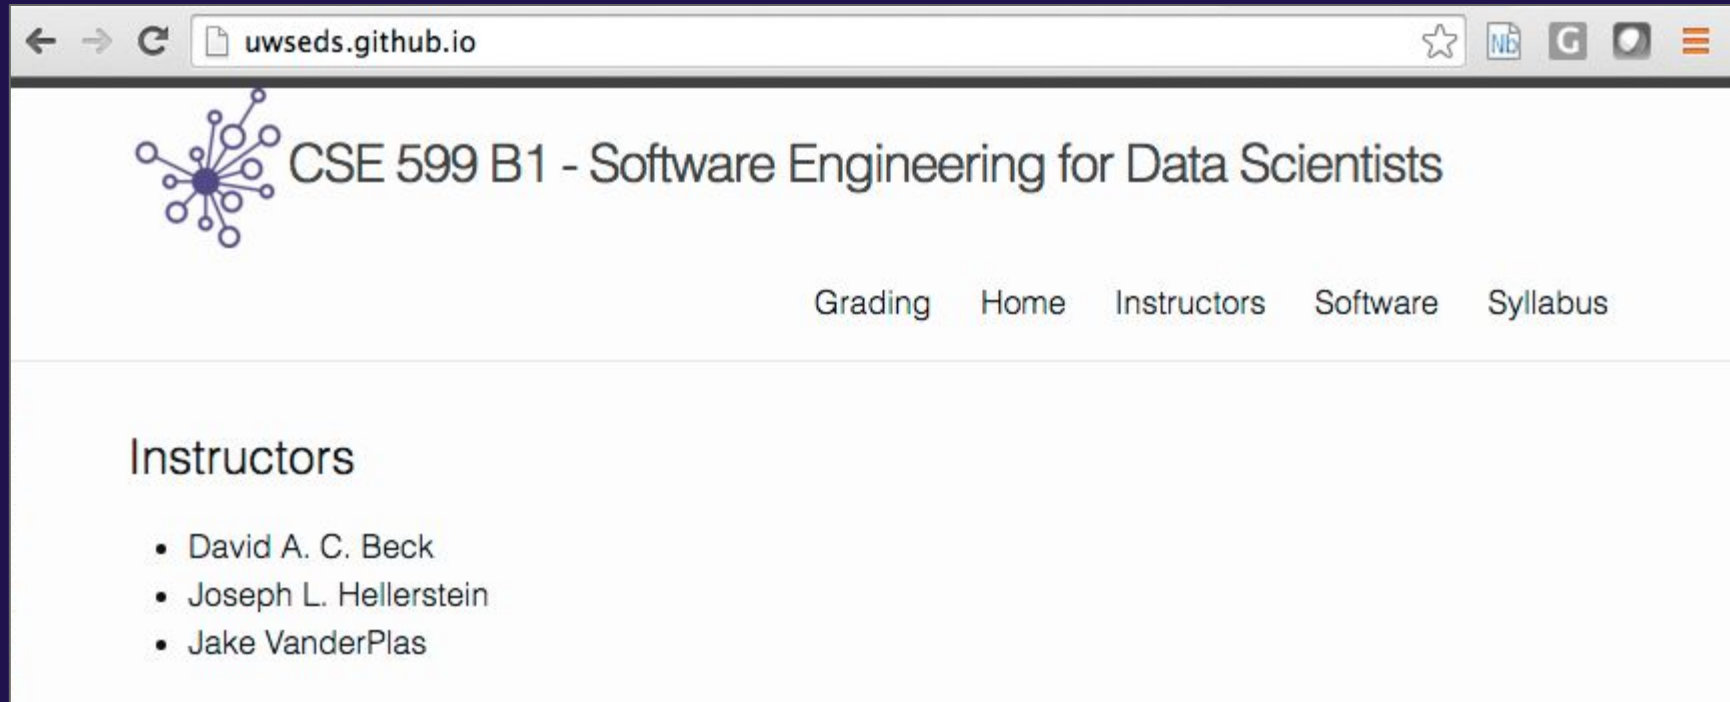 uwseds.github.io
Nb
G
CSE 599 B1 - Software Engineering for Data Scientists
Grading Home Instructors Software Syllabus
Instructors
• David A. C. Beck
• Joseph L. Hellerstein
• Jake VanderPlas